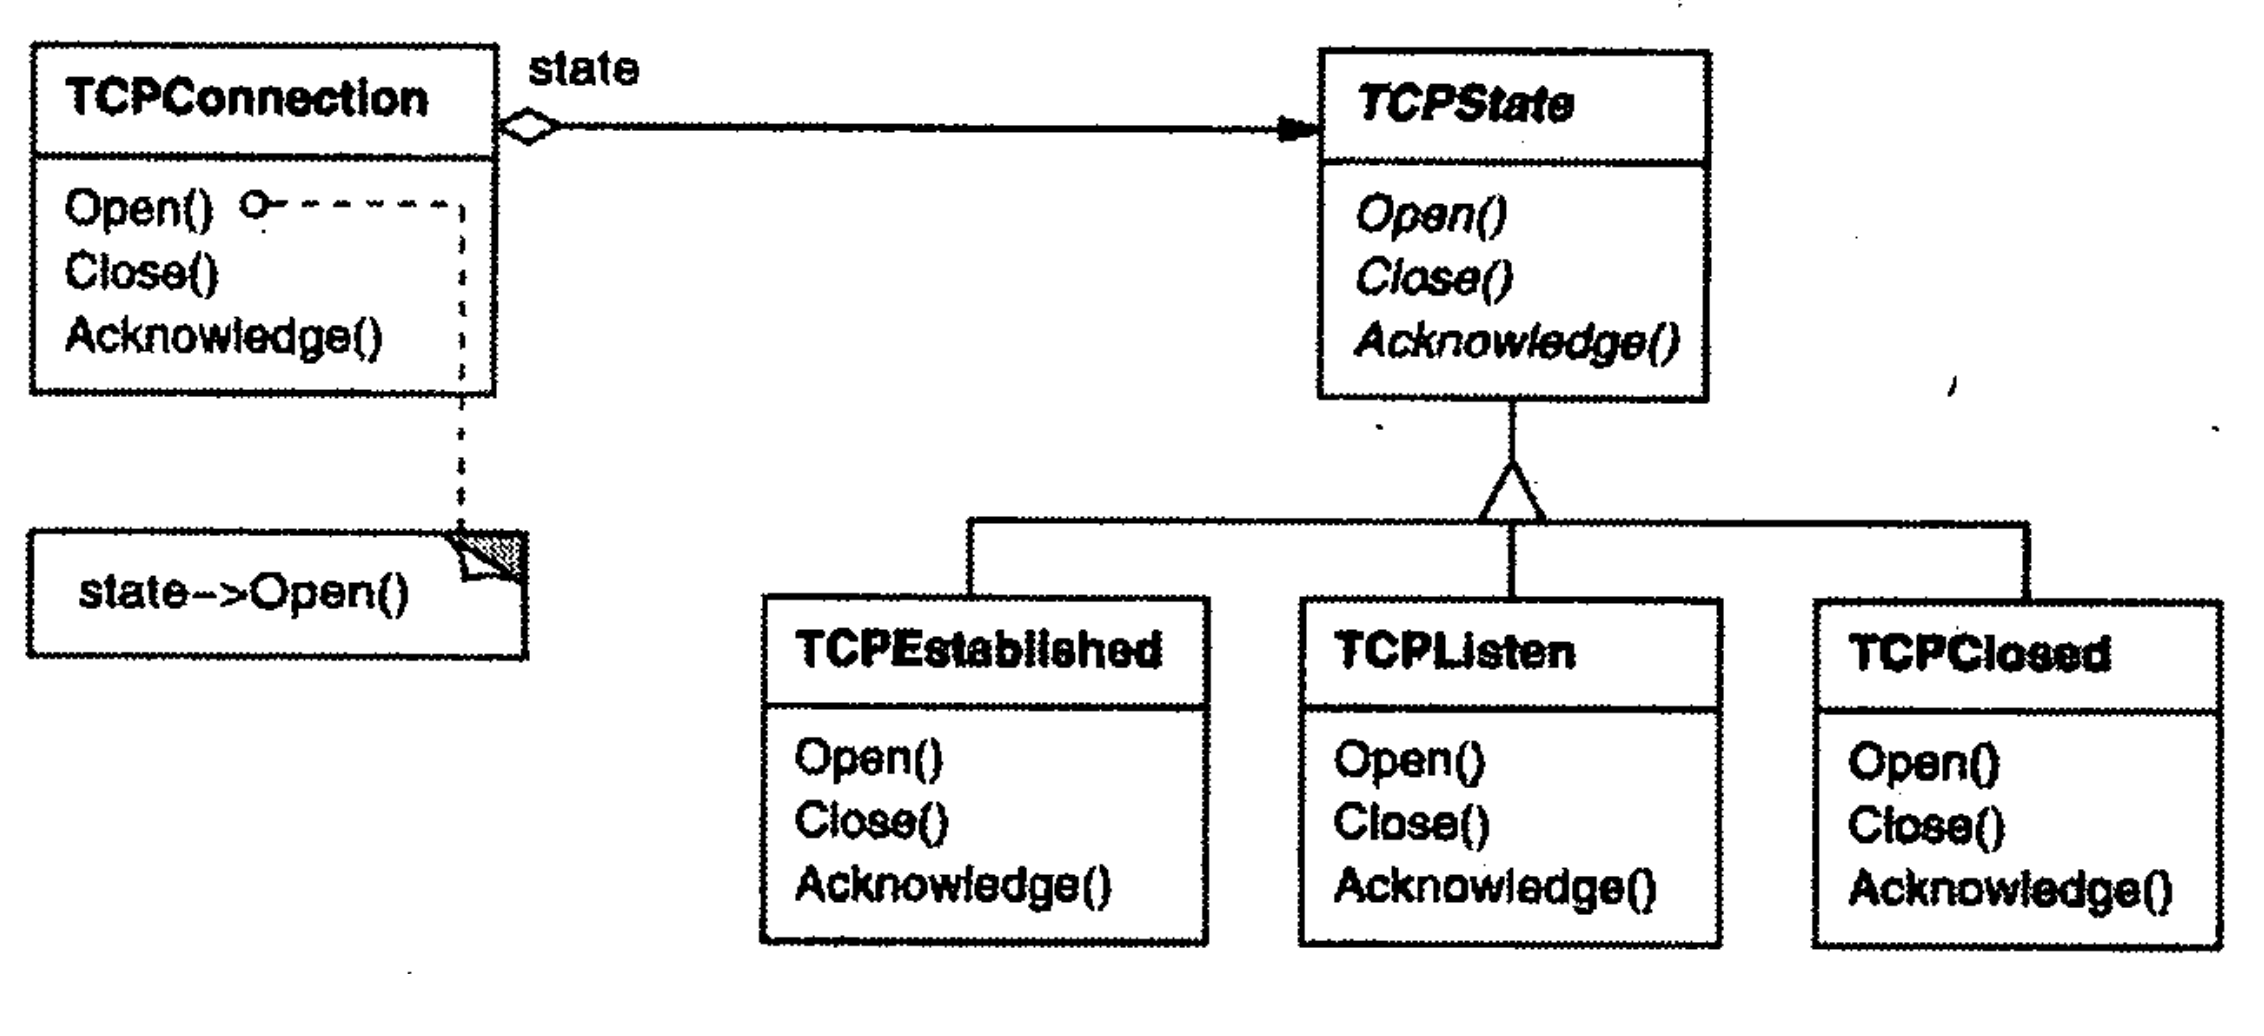 TCPConnection
Open()
Close()
Acknowledge()
state
TCPState
Open()
Close()
Acknowledge()
state->Open()
TCPEstablished
Open()
Close()
Acknowledge()
TCPListen
Open()
Close()
Acknowledge()
TCPClosed
Open()
Close()
Acknowledge()